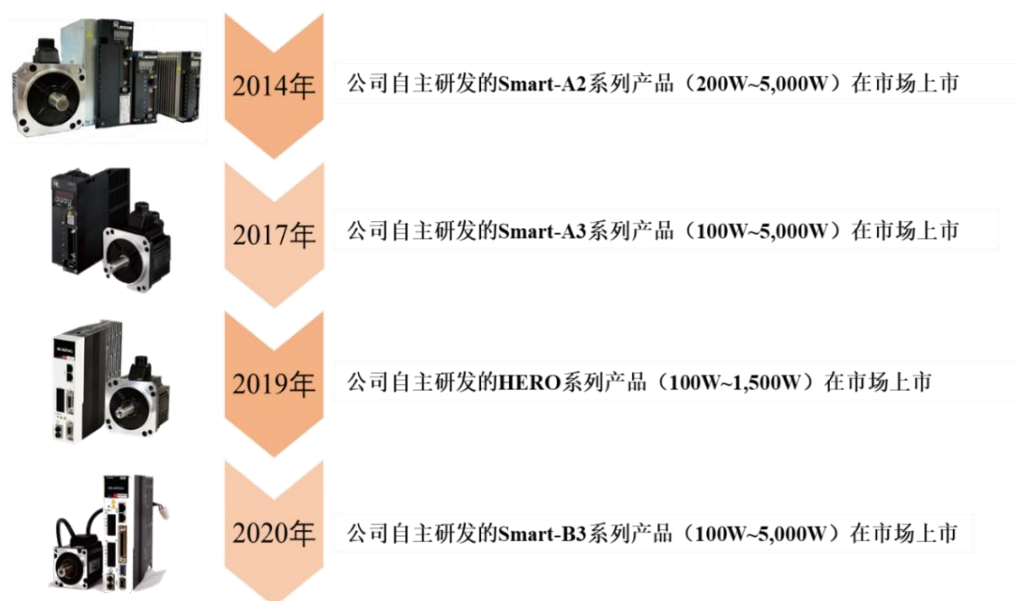 2014年
公司自主研发的Smart-A2系列产品（200W~5,000W）在市场上市
2017年
公司自主研发的Smart-A3系列产品（100W~5,000W）在市场上市
2019年
公司自主研发的HERO系列产品（100W~1,500W）在市场上市
2020年
公司自主研发的Smart-B3系列产品（100W~5,000W）在市场上市